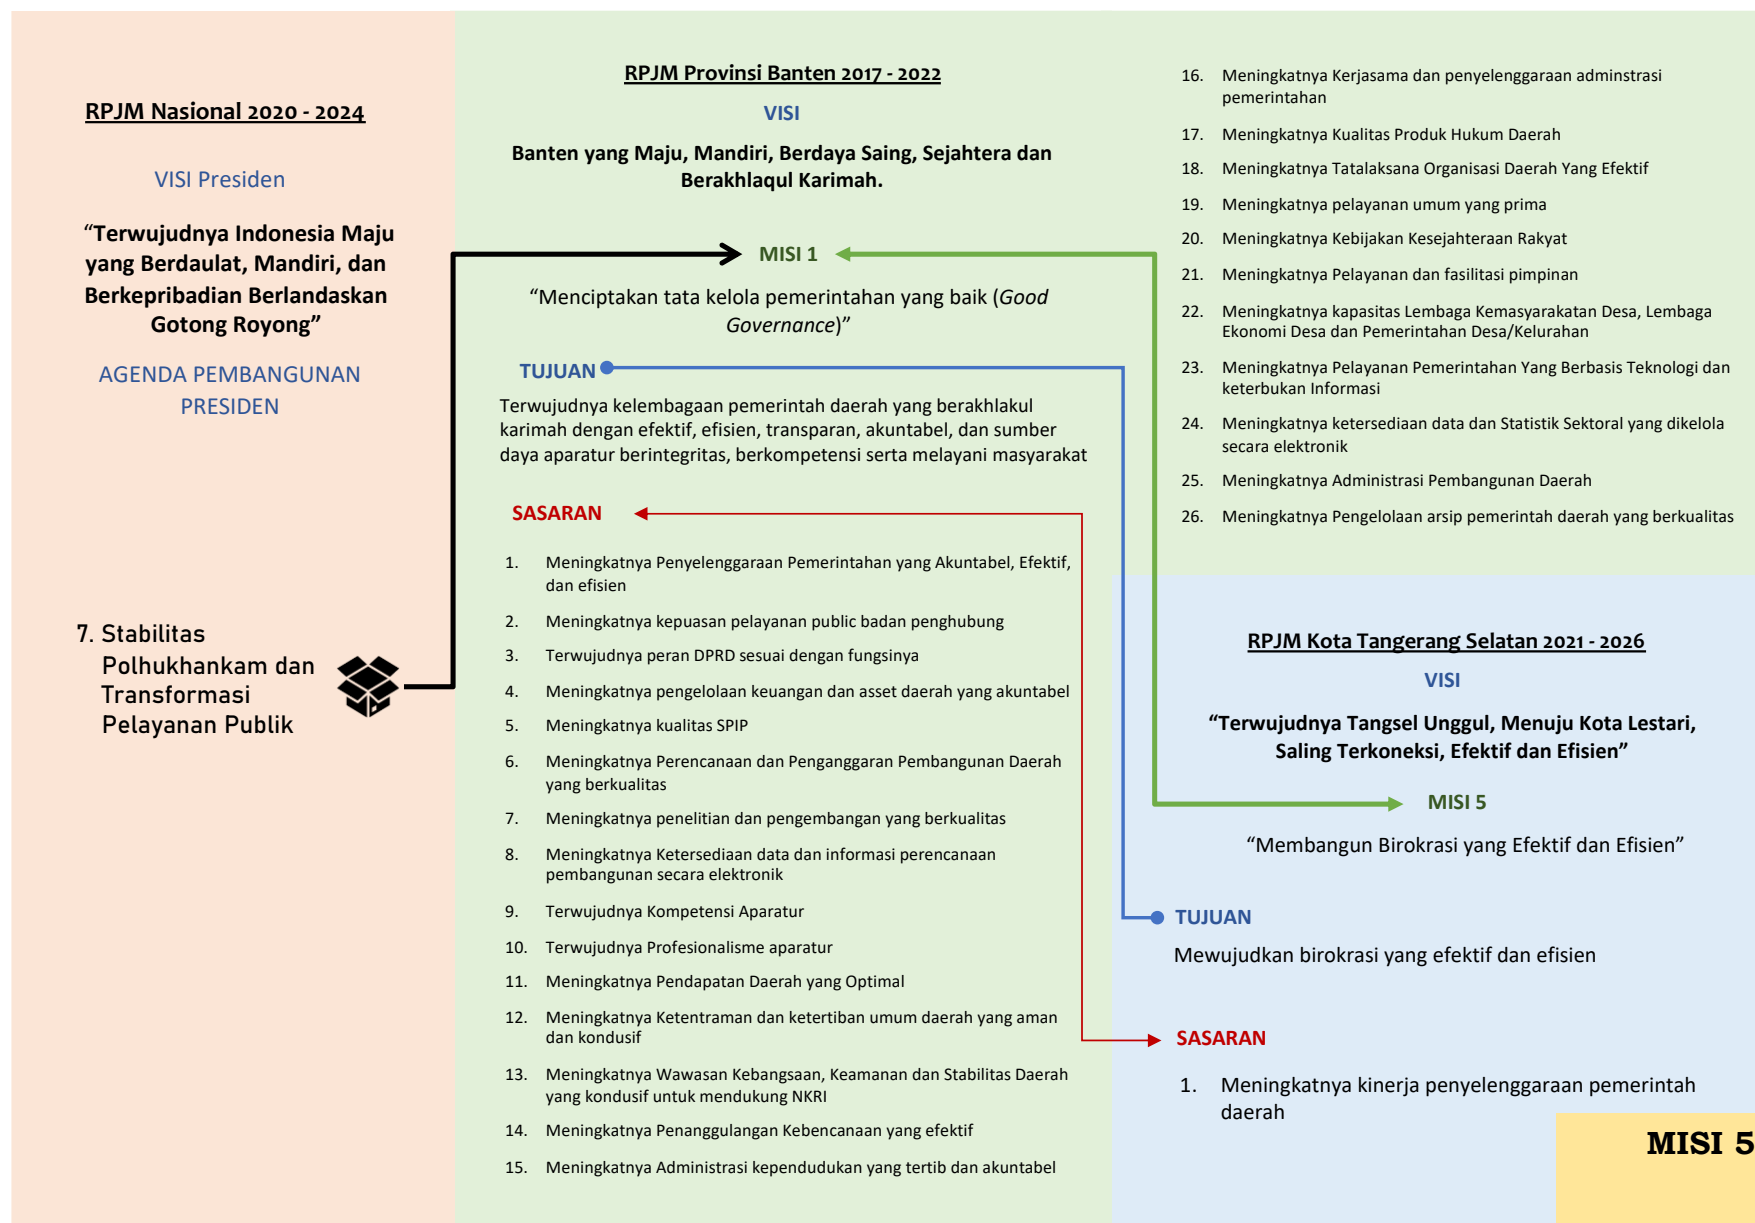 RPJM Nasional 2020 - 2024
VISI Presiden
“Terwujudnya Indonesia Maju
yang Berdaulat, Mandiri, dan
Berkepribadian Berlandaskan
Gotong Royong”
AGENDA PEMBANGUNAN
PRESIDEN
7. Stabilitas
Polhukhankam dan
Transformasi
Pelayanan Publik
RPJM Provinsi Banten 2017 - 2022
VISI
Banten yang Maju, Mandiri, Berdaya Saing, Sejahtera dan
Berakhlaqul Karimah.
MISI 1
“Menciptakan tata kelola pemerintahan yang baik (Good
Governance)”
TUJUAN
Terwujudnya kelembagaan pemerintah daerah yang berakhlakul
karimah dengan efektif, efisien, transparan, akuntabel, dan sumber
daya aparatur berintegritas, berkompetensi serta melayani masyarakat
SASARAN
1. Meningkatnya Penyelenggaraan Pemerintahan yang Akuntabel, Efektif,
dan efisien
2. Meningkatnya kepuasan pelayanan public badan penghubung
3. Terwujudnya peran DPRD sesuai dengan fungsinya
4. Meningkatnya pengelolaan keuangan dan asset daerah yang akuntabel
5. Meningkatnya kualitas SPIP
6. Meningkatnya Perencanaan dan Penganggaran Pembangunan Daerah
yang berkualitas
7. Meningkatnya penelitian dan pengembangan yang berkualitas
8. Meningkatnya Ketersediaan data dan informasi perencanaan
pembangunan secara elektronik
9. Terwujudnya Kompetensi Aparatur
10. Terwujudnya Profesionalisme aparatur
11. Meningkatnya Pendapatan Daerah yang Optimal
12. Meningkatnya Ketentraman dan ketertiban umum daerah yang aman
dan kondusif
13. Meningkatnya Wawasan Kebangsaan, Keamanan dan Stabilitas Daerah
yang kondusif untuk mendukung NKRI
14. Meningkatnya Penanggulangan Kebencanaan yang efektif
15. Meningkatnya Administrasi kependudukan yang tertib dan akuntabel
16. Meningkatnya Kerjasama dan penyelenggaraan adminstrasi
pemerintahan
17. Meningkatnya Kualitas Produk Hukum Daerah
18. Meningkatnya Tatalaksana Organisasi Daerah Yang Efektif
19. Meningkatnya pelayanan umum yang prima
20. Meningkatnya Kebijakan Kesejahteraan Rakyat
21. Meningkatnya Pelayanan dan fasilitasi pimpinan
22. Meningkatnya kapasitas Lembaga Kemasyarakatan Desa, Lembaga
Ekonomi Desa dan Pemerintahan Desa/Kelurahan
23. Meningkatnya Pelayanan Pemerintahan Yang Berbasis Teknologi dan
keterbukan Informasi
24. Meningkatnya ketersediaan data dan Statistik Sektoral yang dikelola
secara elektronik
25. Meningkatnya Administrasi Pembangunan Daerah
26. Meningkatnya Pengelolaan arsip pemerintah daerah yang berkualitas
RPJM Kota Tangerang Selatan 2021 - 2026
VISI
“Terwujudnya Tangsel Unggul, Menuju Kota Lestari,
Saling Terkoneksi, Efektif dan Efisien”
MISI 5
“Membangun Birokrasi yang Efektif dan Efisien”
TUJUAN
Mewujudkan birokrasi yang efektif dan efisien
SASARAN
1. Meningkatnya kinerja penyelenggaraan pemerintah
daerah
MISI 5